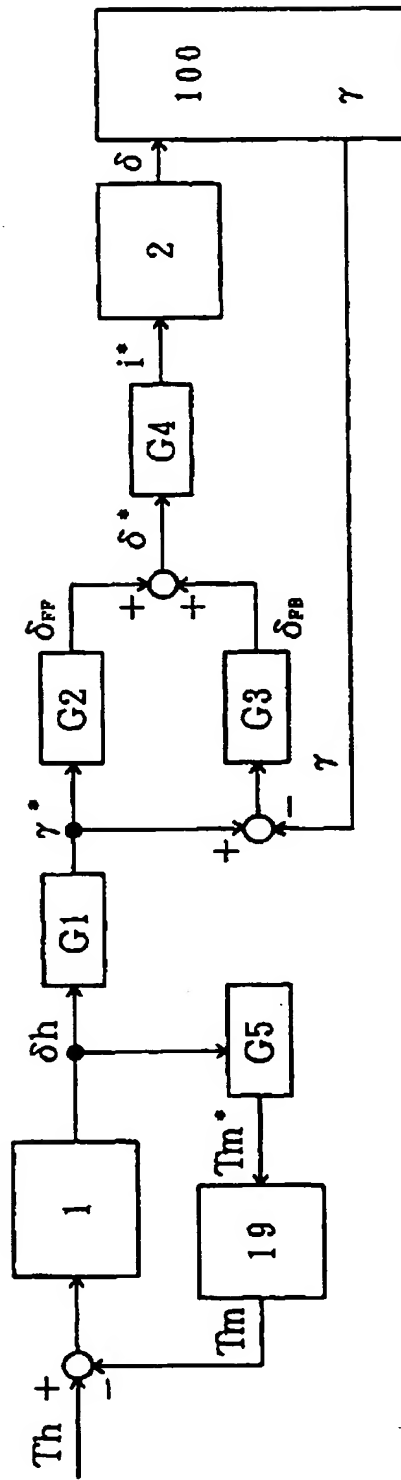 Th
+
-
1
δh
G1
γ*
G2
δFF
+
+
δ*
G4
i*
2
δ
100
γ
G3
δFB
+
-
γ
G5
Tm*
19
Tm